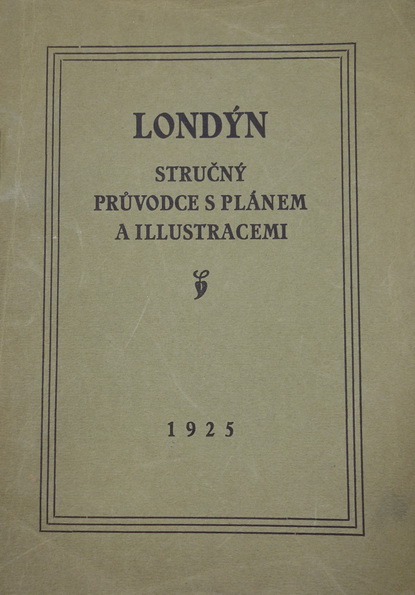 LONDÝN
STRUČNÝ
PRŮVODCE S PLÁNEM
A ILLUSTRACEMI
1925